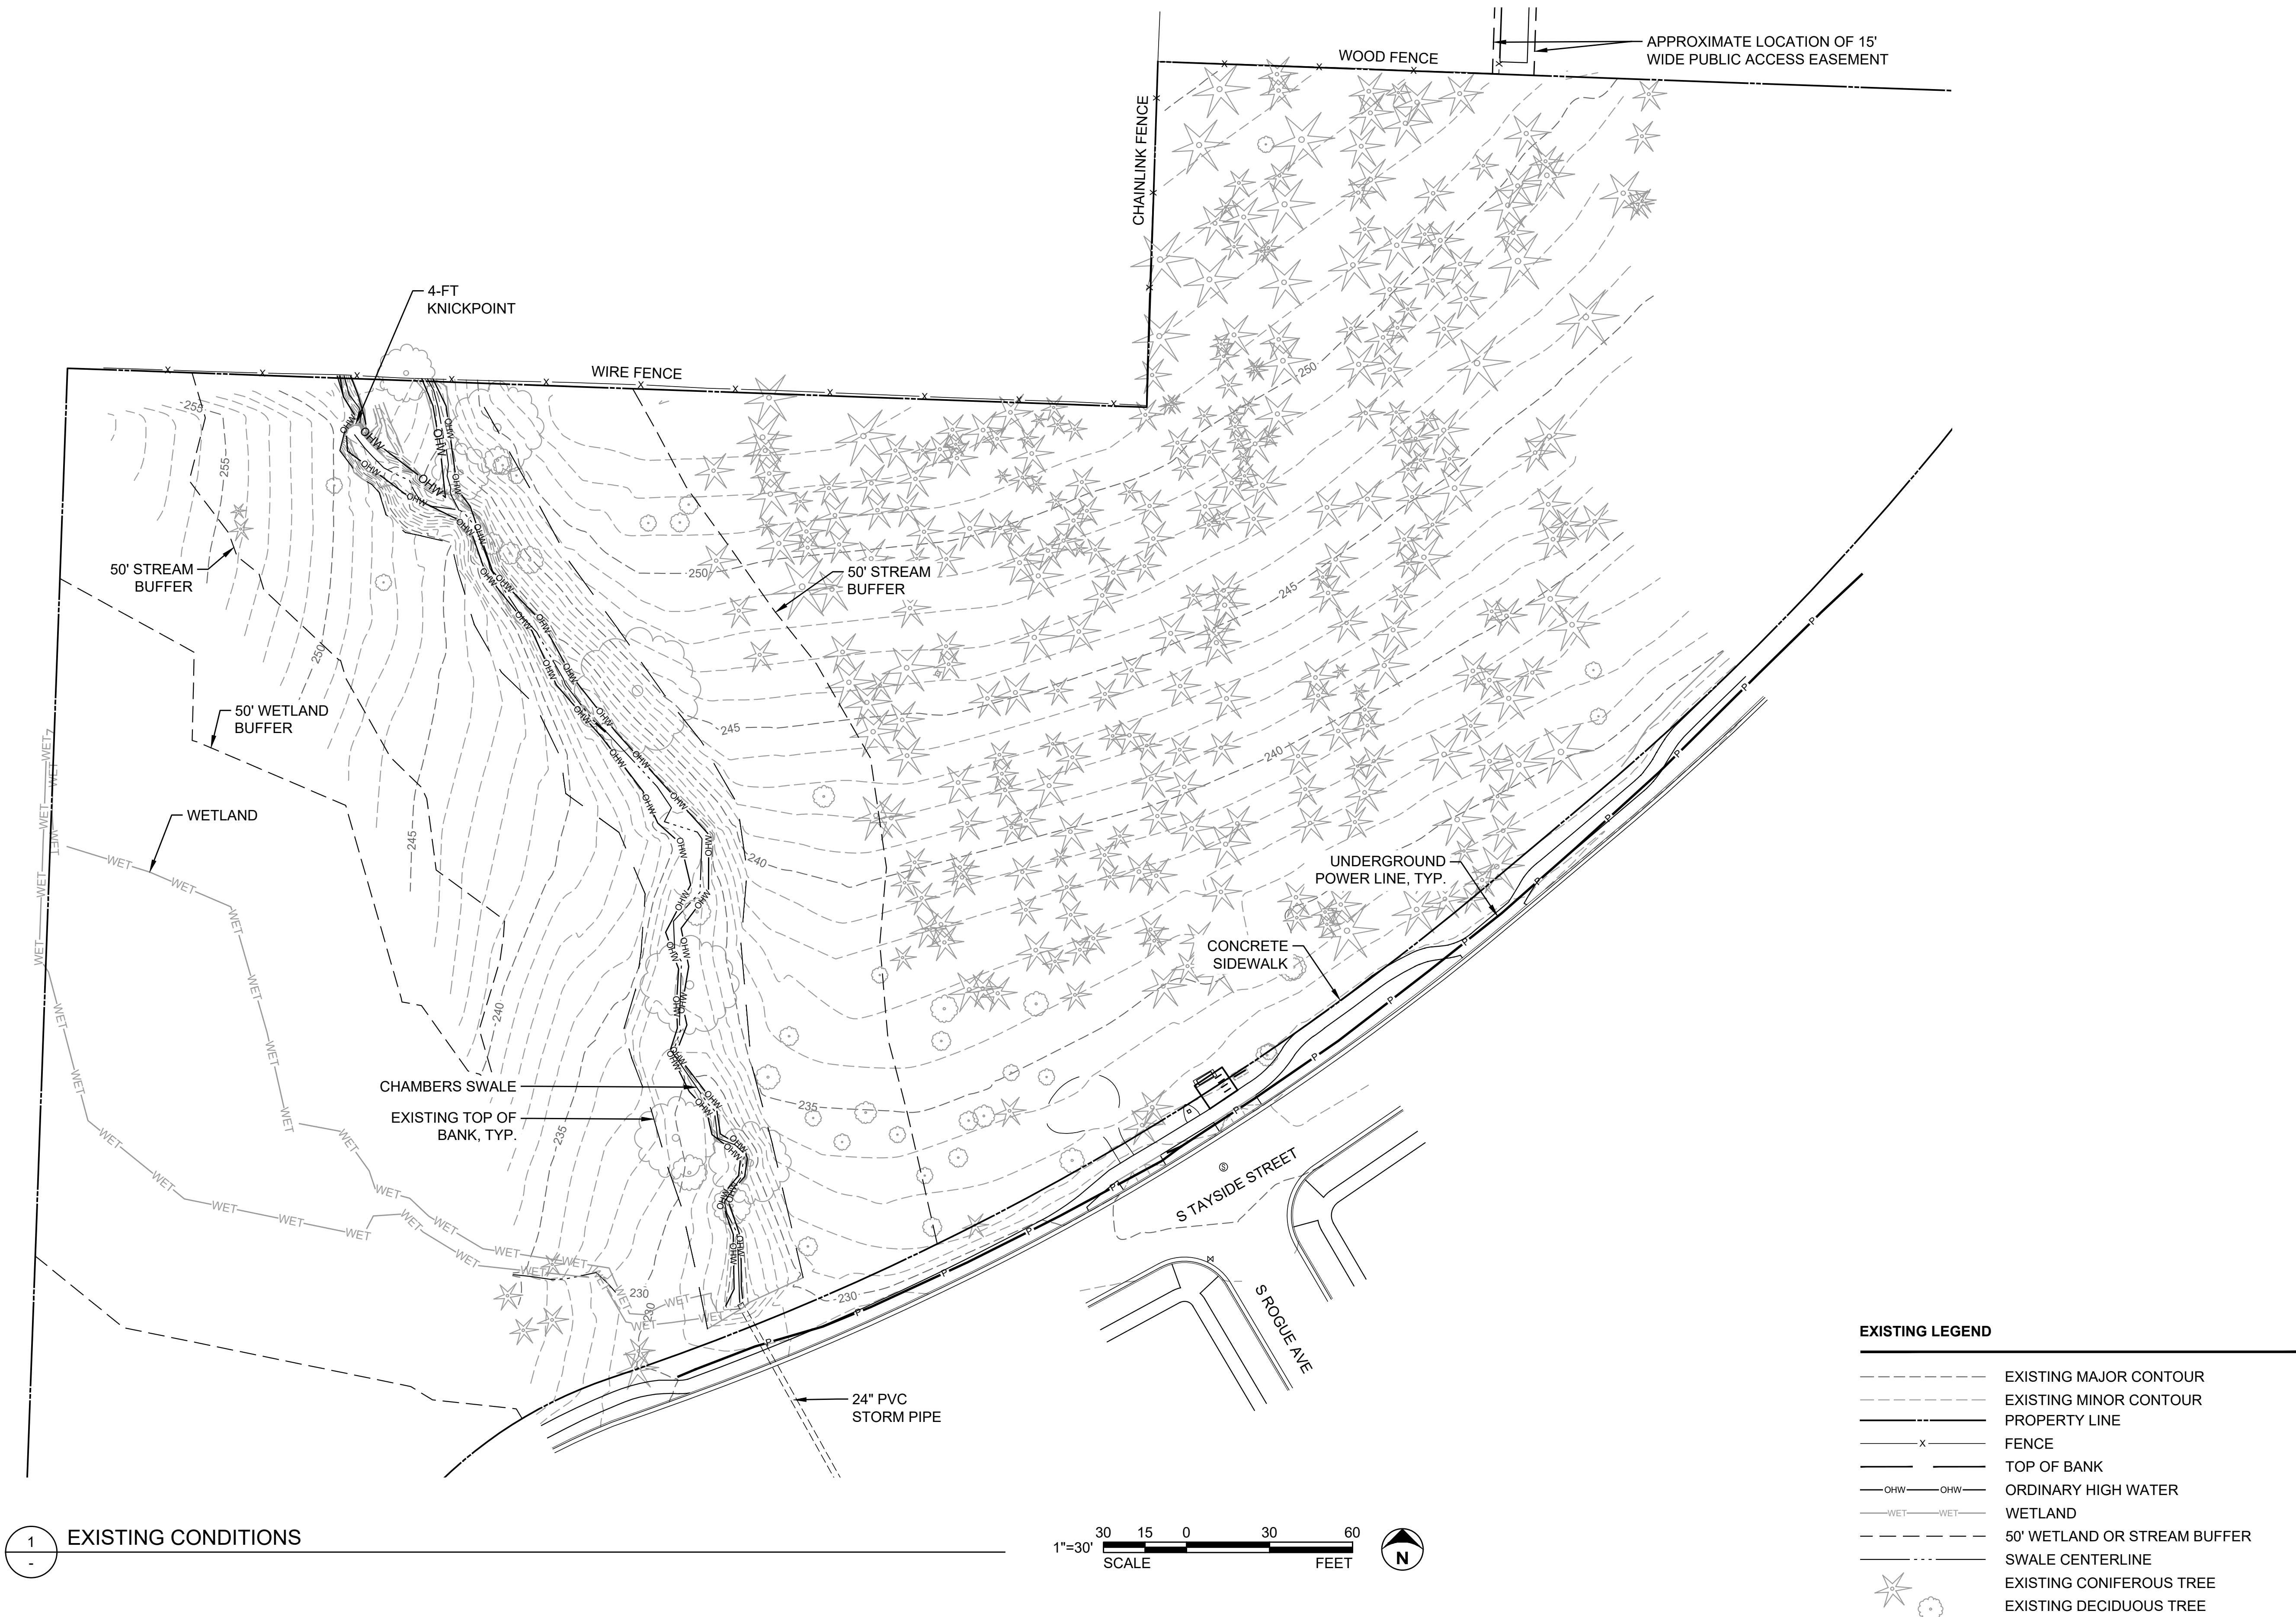 APPROXIMATE LOCATION OF 15'
WIDE PUBLIC ACCESS EASEMENT
WOOD FENCE
CHAINLINK FENCE
4-FT
KNICKPOINT
WIRE FENCE
255
255
250
250
245
250
245
240
245
240
240
235
235
230
230
230
50' STREAM
BUFFER
50' STREAM
BUFFER
50' WETLAND
BUFFER
WETLAND
UNDERGROUND
POWER LINE, TYP.
CONCRETE
SIDEWALK
CHAMBERS SWALE
EXISTING TOP OF
BANK, TYP.
S TAYSIDE STREET
S ROGUE AVE
24" PVC
STORM PIPE
EXISTING LEGEND
EXISTING MAJOR CONTOUR
EXISTING MINOR CONTOUR
PROPERTY LINE
X FENCE
TOP OF BANK
OHW OHW ORDINARY HIGH WATER
WET WET WETLAND
50' WETLAND OR STREAM BUFFER
SWALE CENTERLINE
EXISTING CONIFEROUS TREE
EXISTING DECIDUOUS TREE
1
-
EXISTING CONDITIONS
30 15 0 30 60
1"=30'
SCALE FEET
N